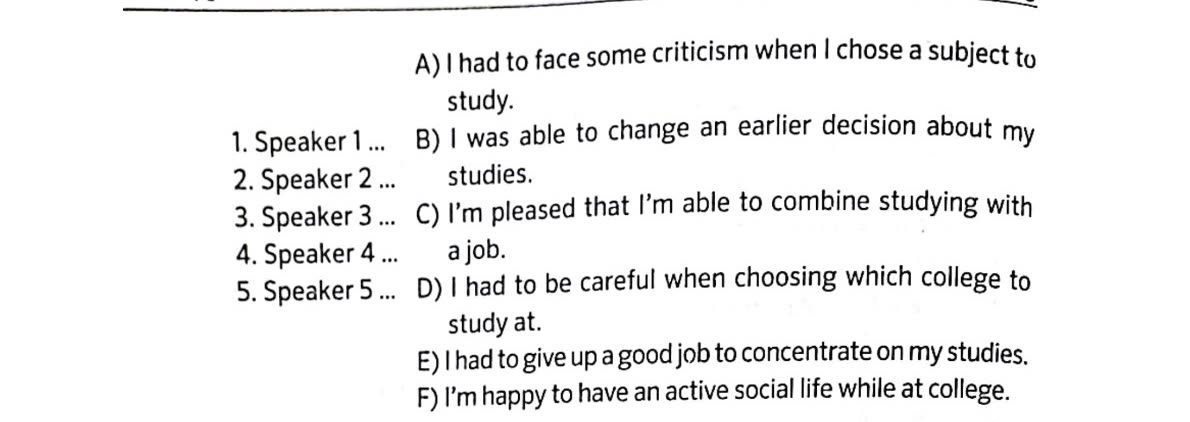 A) I had to face some criticism when I chose a subject to
study.
1. Speaker 1 ... B) I was able to change an earlier decision about my
2. Speaker 2 ... studies.
3. Speaker 3 ... C) I'm pleased that I'm able to combine studying with
4. Speaker 4 ... a job.
5. Speaker 5 ... D) I had to be careful when choosing which college to
study at.
E) I had to give up a good job to concentrate on my studies.
F) I'm happy to have an active social life while at college.